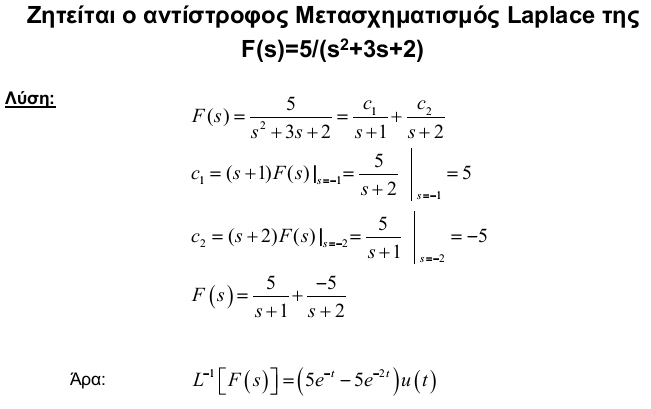 Ζητείται ο αντίστροφος Μετασχηματισμός Laplace της
F(s)=5/(s²+3s+2)
Λύση:
F(s) = 5/(s²+3s+2) = c₁/(s+1) + c₂/(s+2)
c₁ = (s+1)F(s)|ₛ₌₋₁ = 5/(s+2) |ₛ₌₋₁ = 5
c₂ = (s+2)F(s)|ₛ₌₋₂ = 5/(s+1) |ₛ₌₋₂ = −5
F(s) = 5/(s+1) + −5/(s+2)
Άρα: L⁻¹[F(s)] = (5e⁻ᵗ − 5e⁻²ᵗ)u(t)